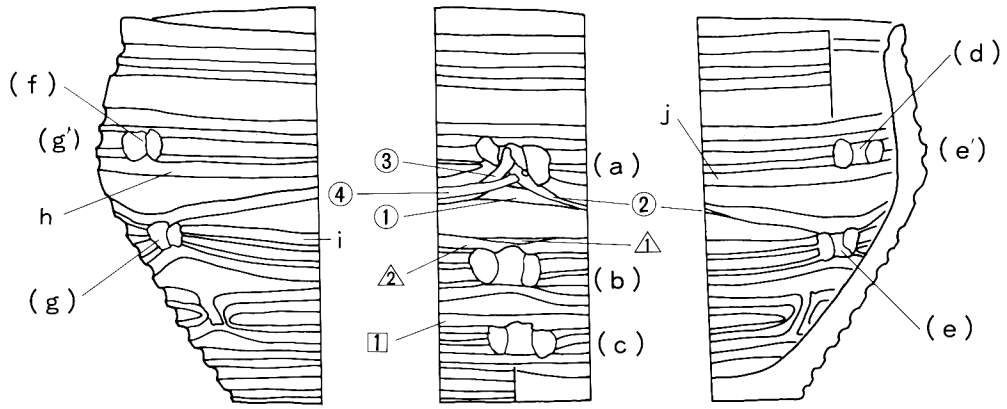 (f)
(g')
h
(g)
i
③
④
①
②
△1
△2
□1
(a)
(b)
(c)
j
(d)
(e')
(e)